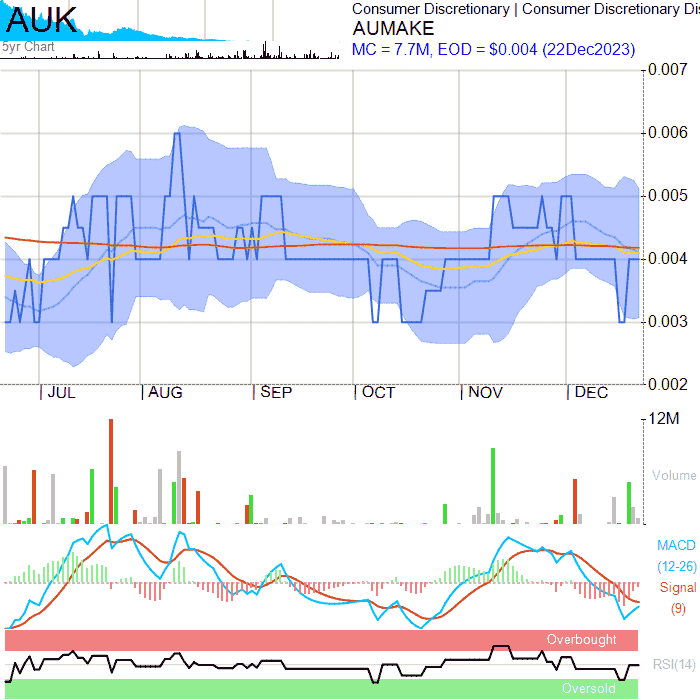 AUK
5yr Chart
Consumer Discretionary | Consumer Discretionary Dis
AUMAKE
MC = 7.7M, EOD = $0.004 (22Dec2023)
0.007
0.006
0.005
0.004
0.003
0.002
JUL AUG SEP OCT NOV DEC
12M
Volume
MACD
(12-26)
Signal
(9)
Overbought
RSI(14)
Oversold